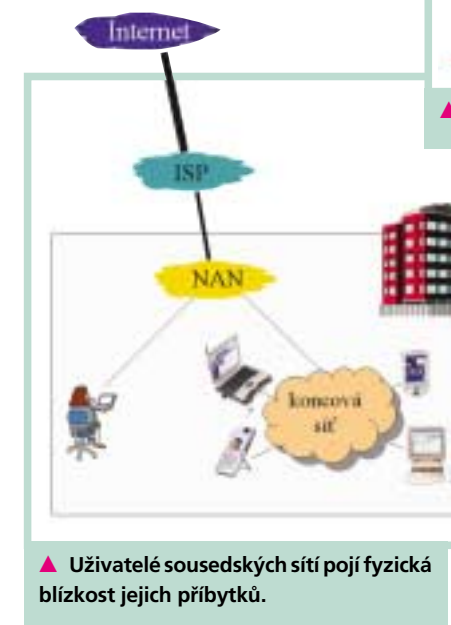 Internet
ISP
NAN
koncová
síť
▲ Uživatelé sousedských sítí pojí fyzická
blízkost jejich příbytků.